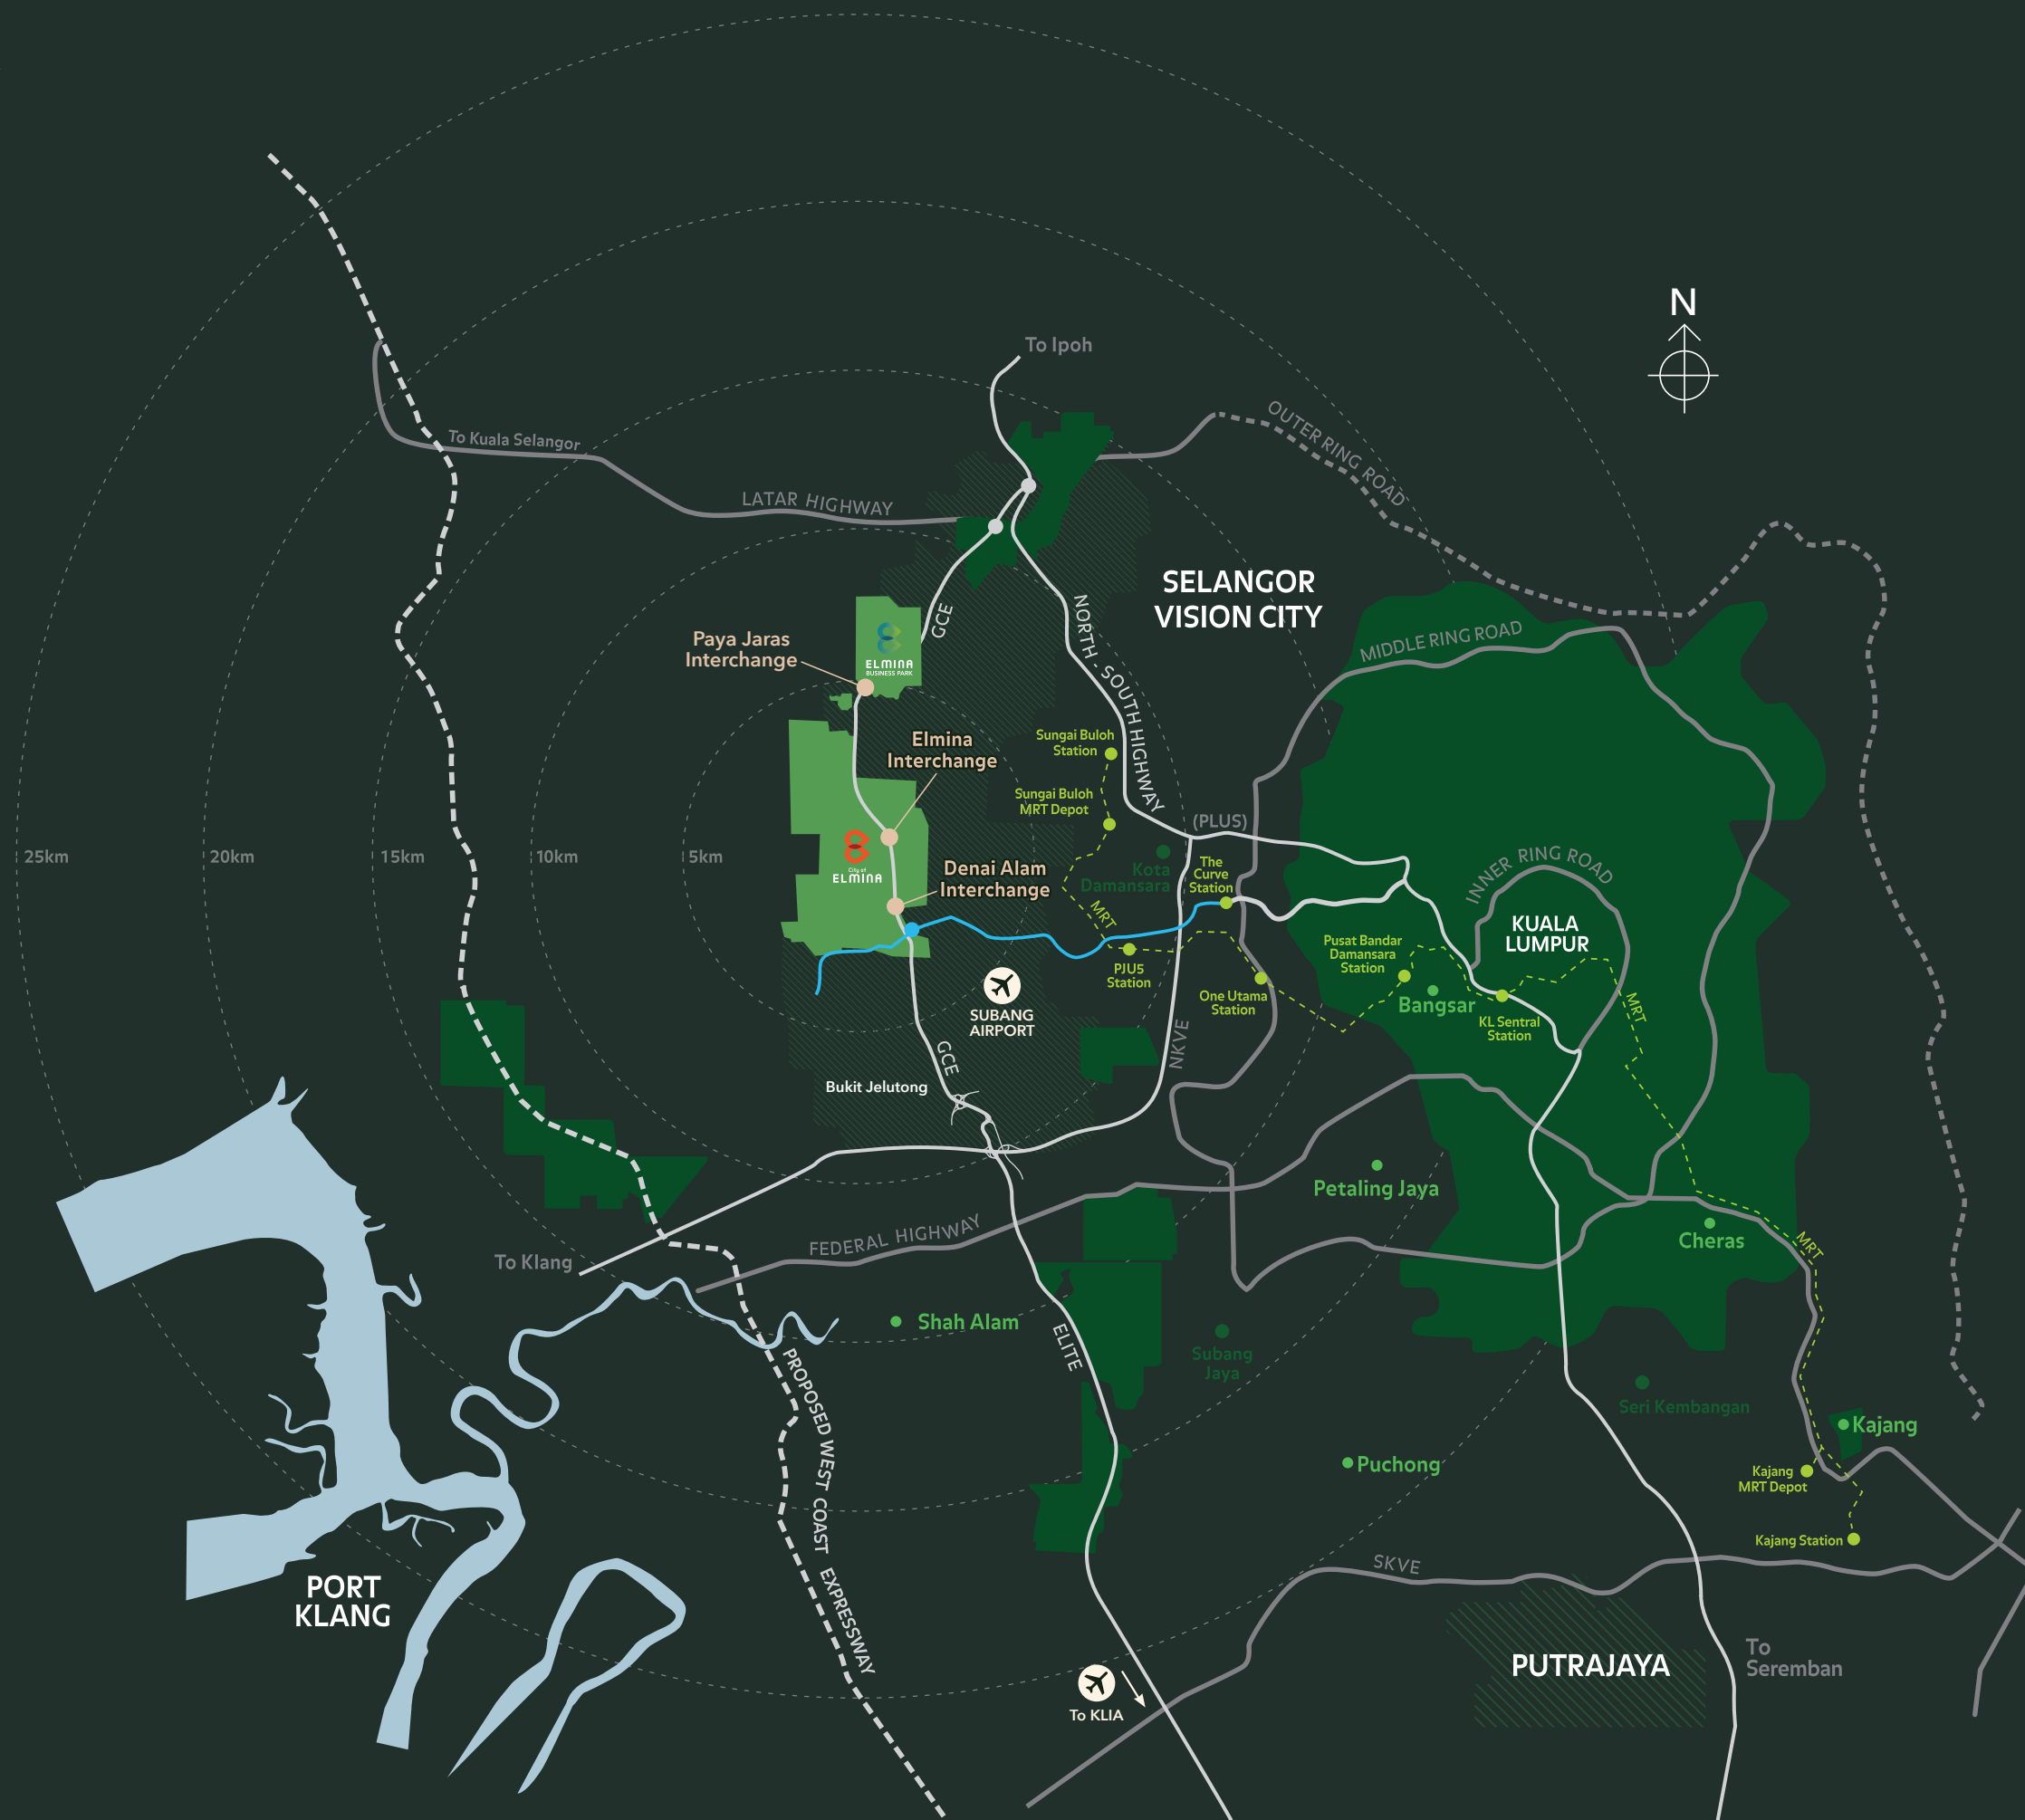 N
To Ipoh
OUTER RING ROAD
To Kuala Selangor
LATAR HIGHWAY
SELANGOR
VISION CITY
NORTH - SOUTH HIGHWAY
GCE
MIDDLE RING ROAD
Paya Jaras
Interchange
ELMINA
BUSINESS PARK
Elmina
Interchange
Sungai Buloh
Station
Sungai Buloh
MRT Depot
(PLUS)
25km
20km
15km
10km
5km
City of
ELMINA
Denai Alam
Interchange
Kota
Damansara
The
Curve
Station
INNER RING ROAD
MRT
KUALA
LUMPUR
PJU5
Station
One Utama
Station
Pusat Bandar
Damansara
Station
Bangsar
KL Sentral
Station
MRT
SUBANG
AIRPORT
NKVE
GCE
Bukit Jelutong
Petaling Jaya
FEDERAL HIGHWAY
To Klang
Cheras
MRT
Shah Alam
ELITE
Subang
Jaya
Seri Kembangan
Kajang
Puchong
Kajang
MRT Depot
Kajang Station
PROPOSED WEST COAST EXPRESSWAY
SKVE
PORT
KLANG
PUTRAJAYA
To
Seremban
To KLIA